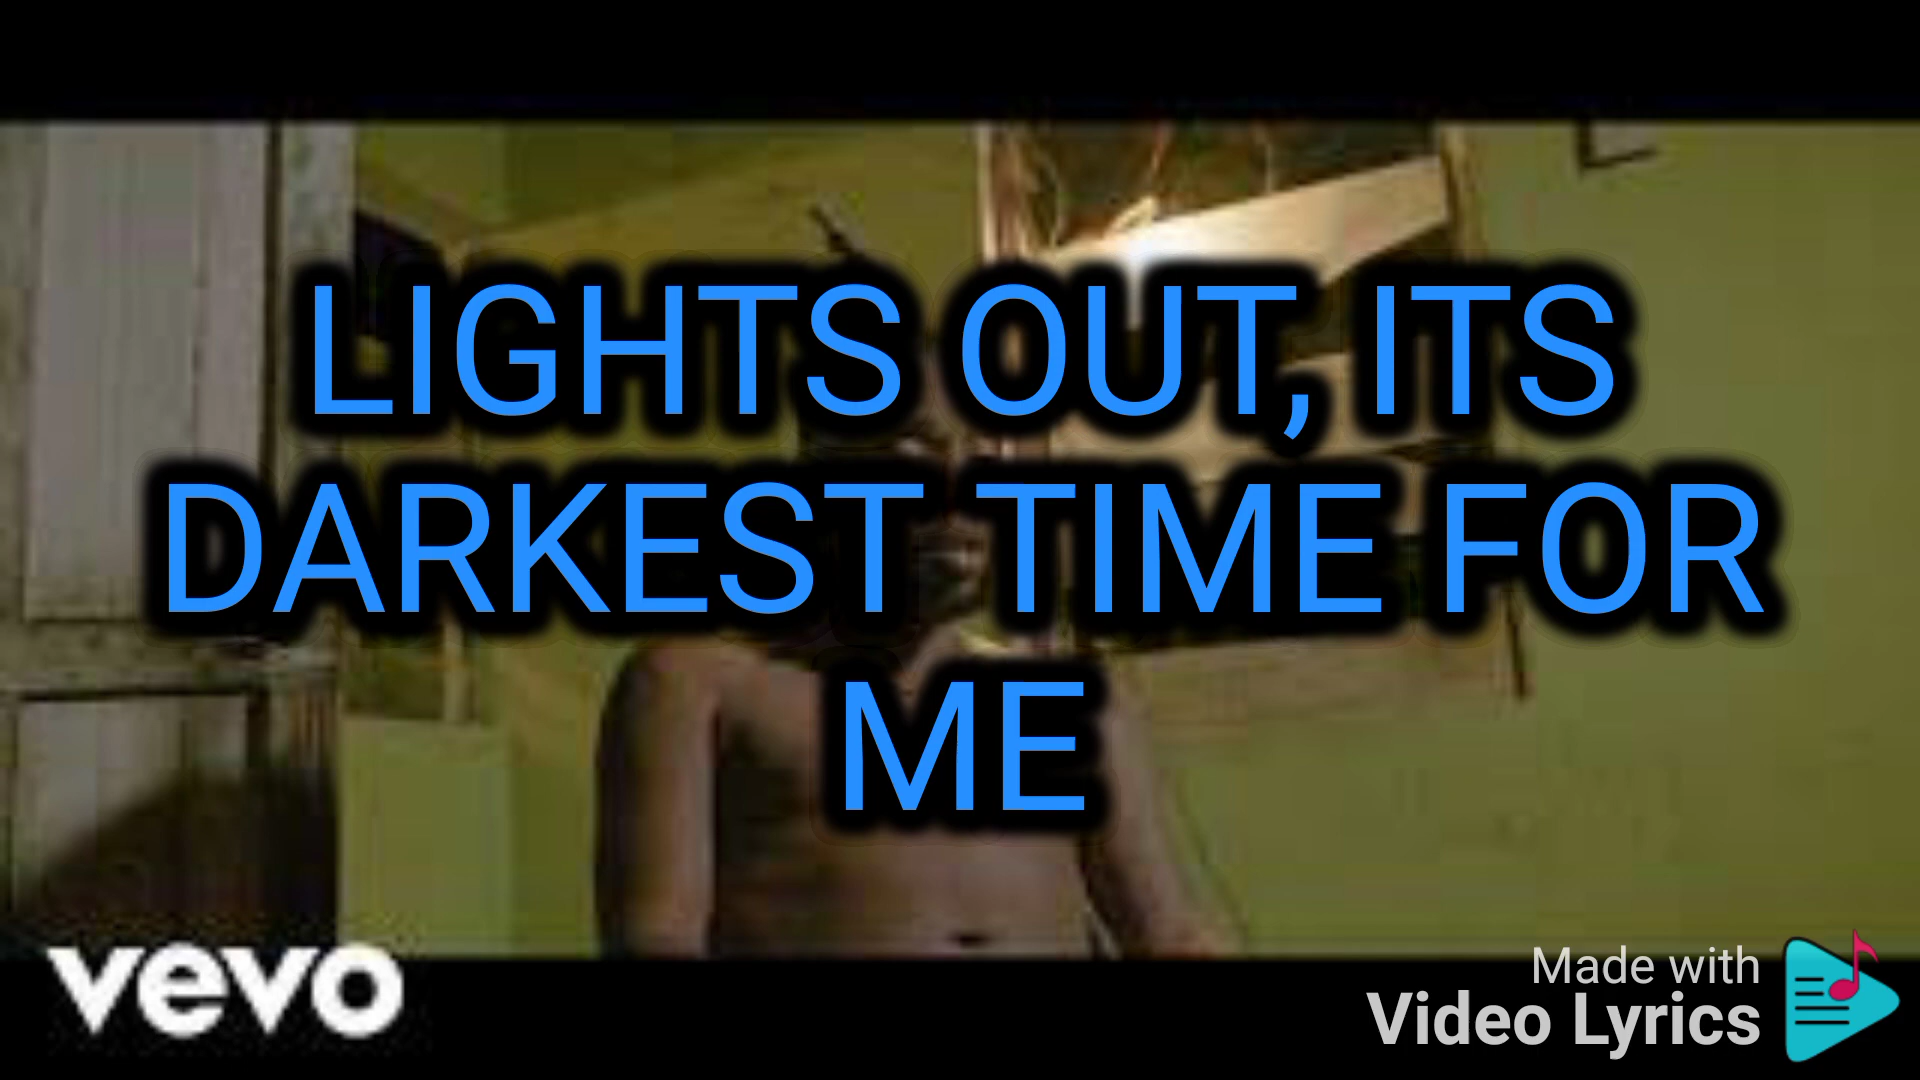 LIGHTS OUT, ITS
DARKEST TIME FOR
ME
vevo
Made with
Video Lyrics